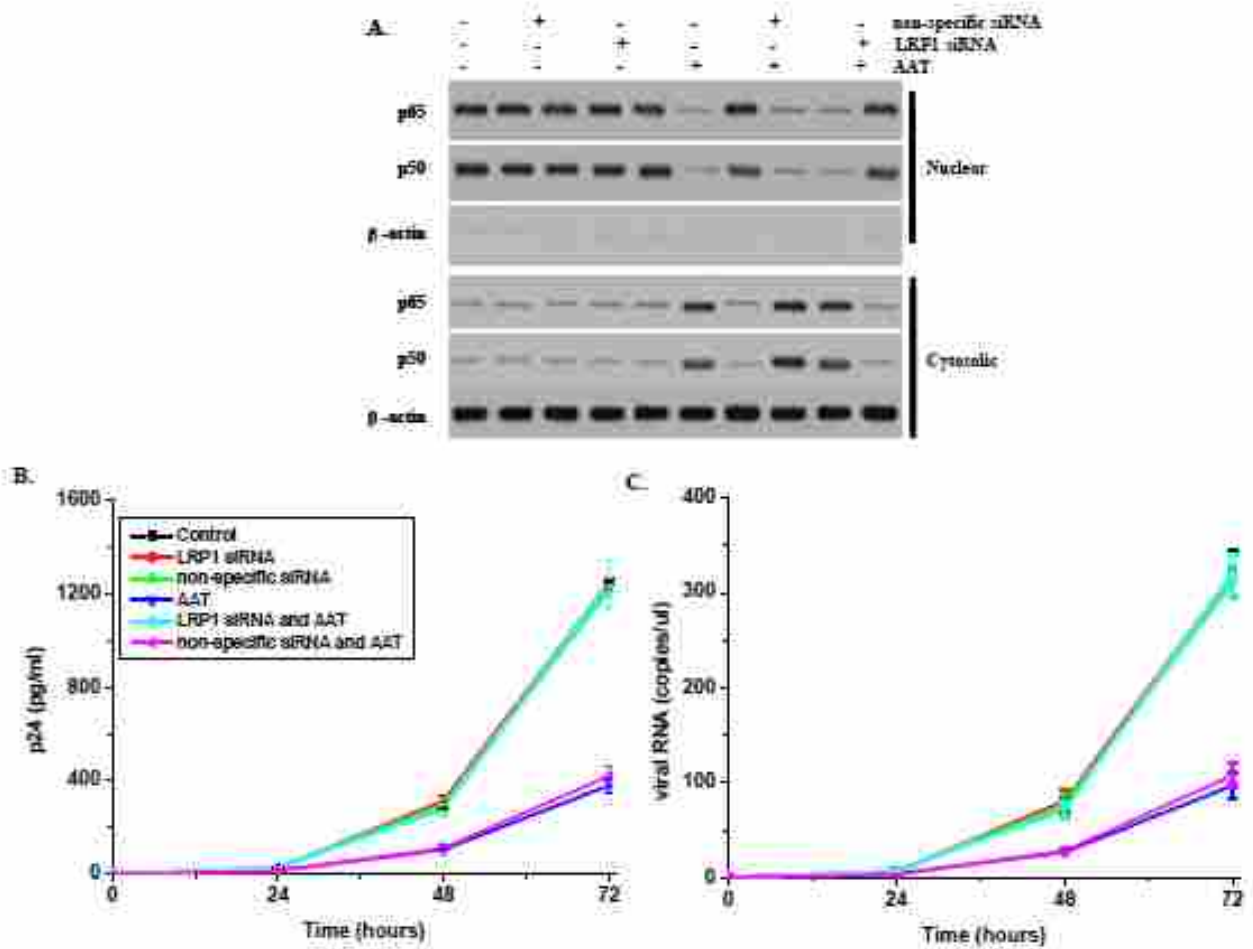 A.
- + - - + - non-specific siRNA
- - + - - + LRP1 siRNA
- - - + + + AAT
p65
p50
Nuclear
β -actin
p65
p50
Cytosolic
β -actin
B.
1600
1200
800
400
0
p24 (pg/ml)
Control
LRP1 siRNA
non-specific siRNA
AAT
LRP1 siRNA and AAT
non-specific siRNA and AAT
0 24 48 72
Time (hours)
C.
400
300
200
100
0
viral RNA (copies/ul)
0 24 48 72
Time (hours)